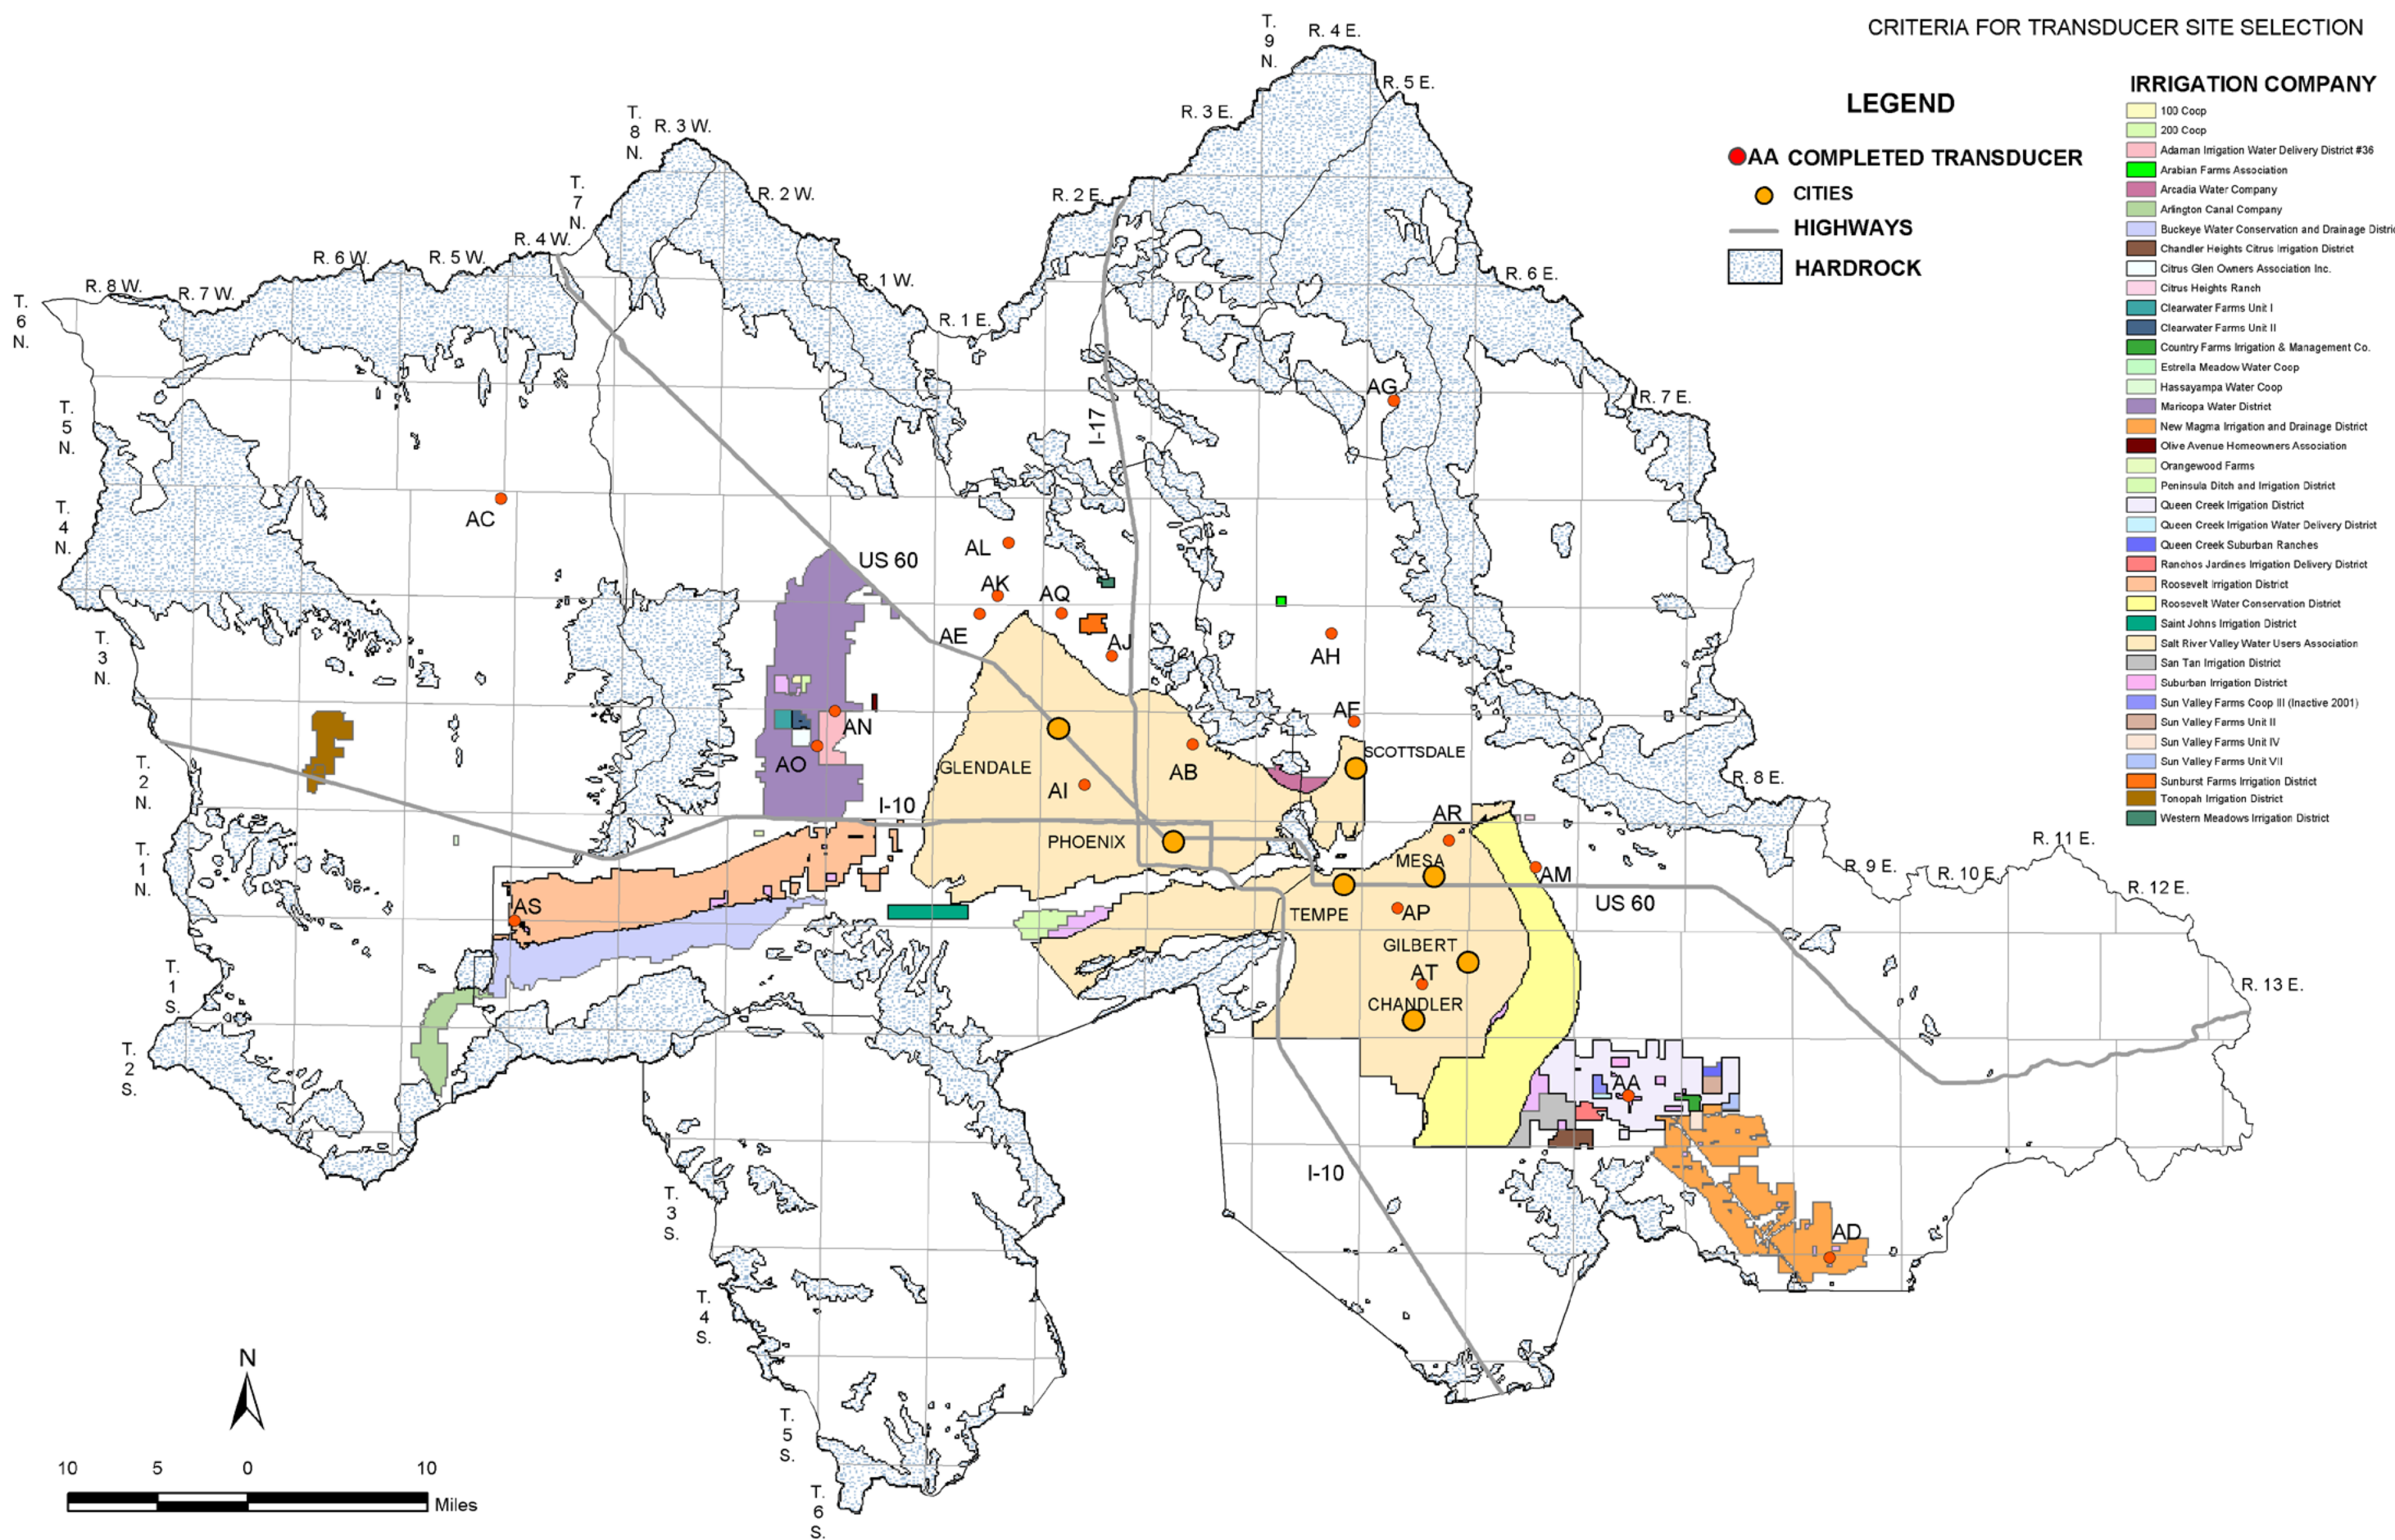 CRITERIA FOR TRANSDUCER SITE SELECTION
LEGEND
AA COMPLETED TRANSDUCER
CITIES
HIGHWAYS
HARDROCK
IRRIGATION COMPANY
100 Coop
200 Coop
Adaman Irrigation Water Delivery District #36
Arabian Farms Association
Arcadia Water Company
Arlington Canal Company
Buckeye Water Conservation and Drainage Distric
Chandler Heights Citrus Irrigation District
Citrus Glen Owners Association Inc.
Citrus Heights Ranch
Clearwater Farms Unit I
Clearwater Farms Unit II
Country Farms Irrigation & Management Co.
Estrella Meadow Water Coop
Hassayampa Water Coop
Maricopa Water District
New Magma Irrigation and Drainage District
Olive Avenue Homeowners Association
Orangewood Farms
Peninsula Ditch and Irrigation District
Queen Creek Irrigation District
Queen Creek Irrigation Water Delivery District
Queen Creek Suburban Ranches
Ranchos Jardines Irrigation Delivery District
Roosevelt Irrigation District
Roosevelt Water Conservation District
Saint Johns Irrigation District
Salt River Valley Water Users Association
San Tan Irrigation District
Suburban Irrigation District
Sun Valley Farms Coop III (Inactive 2001)
Sun Valley Farms Unit II
Sun Valley Farms Unit IV
Sun Valley Farms Unit VII
Sunburst Farms Irrigation District
Tonopah Irrigation District
Western Meadows Irrigation District
T.
9
N.
R. 4 E.
R. 5 E.
R. 3 E.
T.
8
N.
R. 3 W.
T.
7
N.
R. 2 W.
R. 2 E.
R. 4 W.
R. 5 W.
R. 6 W.
R. 1 W.
R. 6 E.
R. 8 W.
R. 7 W.
T.
6
N.
R. 1 E.
AG
R. 7 E.
I-17
T.
5
N.
AC
T.
4
N.
AL
US 60
AK
AQ
AE
AJ
AH
T.
3
N.
AF
AN
SCOTTSDALE
AO
GLENDALE
AB
T.
2
N.
R. 8 E.
AI
I-10
AR
PHOENIX
T.
1
N.
MESA
AM
R. 9 E.
R. 10 E.
R. 11 E.
R. 12 E.
AS
TEMPE
AP
US 60
GILBERT
T.
1
S.
AT
R. 13 E.
CHANDLER
T.
2
S.
AA
I-10
T.
3
S.
AD
T.
4
S.
N
T.
5
S.
10 5 0 10
Miles
T.
6
S.